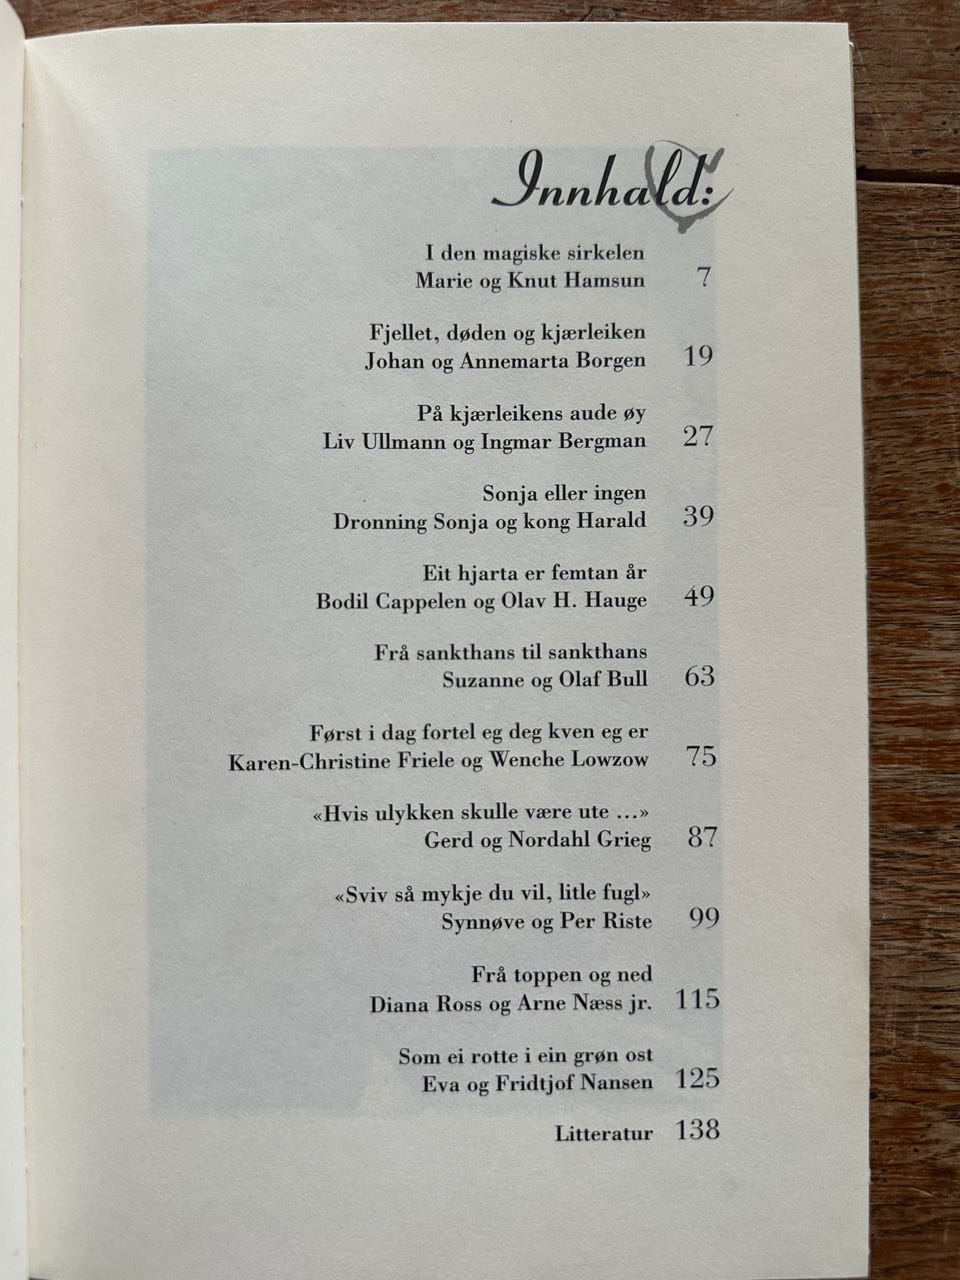 Innhald:
I den magiske sirkelen
Marie og Knut Hamsun 7
Fjellet, døden og kjærleiken
Johan og Annemarta Borgen 19
På kjærleikens aude øy
Liv Ullmann og Ingmar Bergman 27
Sonja eller ingen
Dronning Sonja og kong Harald 39
Eit hjarta er femtan år
Bodil Cappelen og Olav H. Hauge 49
Frå sankthans til sankthans
Suzanne og Olaf Bull 63
Først i dag fortel eg deg kven eg er
Karen-Christine Friele og Wenche Lowzow 75
«Hvis ulykken skulle være ute ...»
Gerd og Nordahl Grieg 87
«Sviv så mykje du vil, litle fugl»
Synnøve og Per Riste 99
Frå toppen og ned
Diana Ross og Arne Næss jr. 115
Som ei rotte i ein grøn ost
Eva og Fridtjof Nansen 125
Litteratur 138